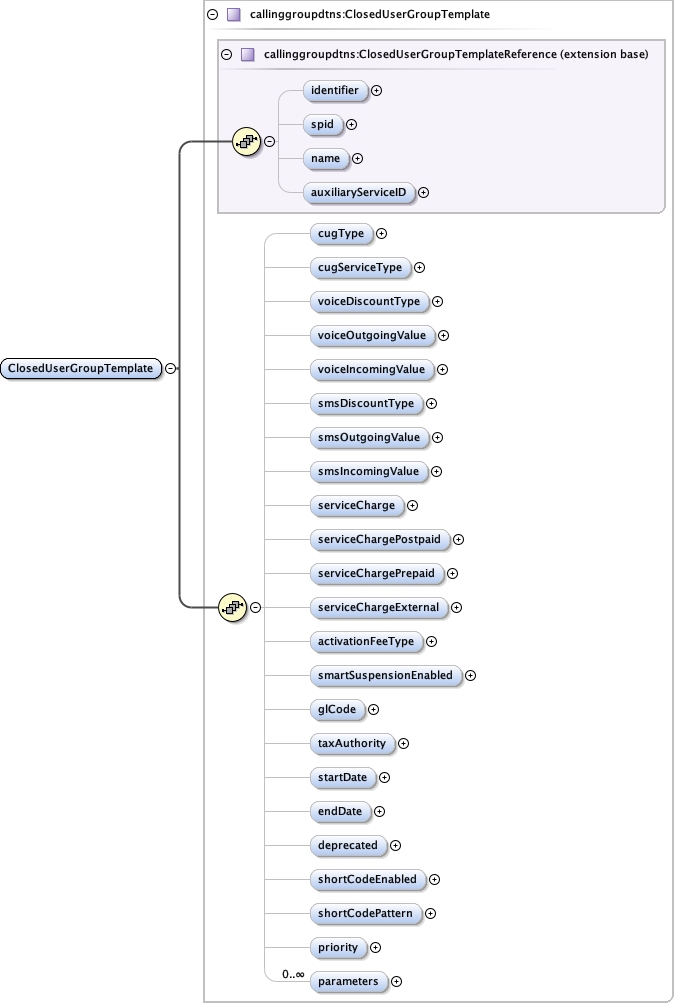 callinggroupdtns:ClosedUserGroupTemplate
callinggroupdtns:ClosedUserGroupTemplateReference (extension base)
identifier
spid
name
auxiliaryServiceID
cugType
cugServiceType
voiceDiscountType
voiceOutgoingValue
voiceIncomingValue
ClosedUserGroupTemplate
smsDiscountType
smsOutgoingValue
smsIncomingValue
serviceCharge
serviceChargePostpaid
serviceChargePrepaid
serviceChargeExternal
activationFeeType
smartSuspensionEnabled
glCode
taxAuthority
startDate
endDate
deprecated
shortCodeEnabled
shortCodePattern
priority
0..∞
parameters